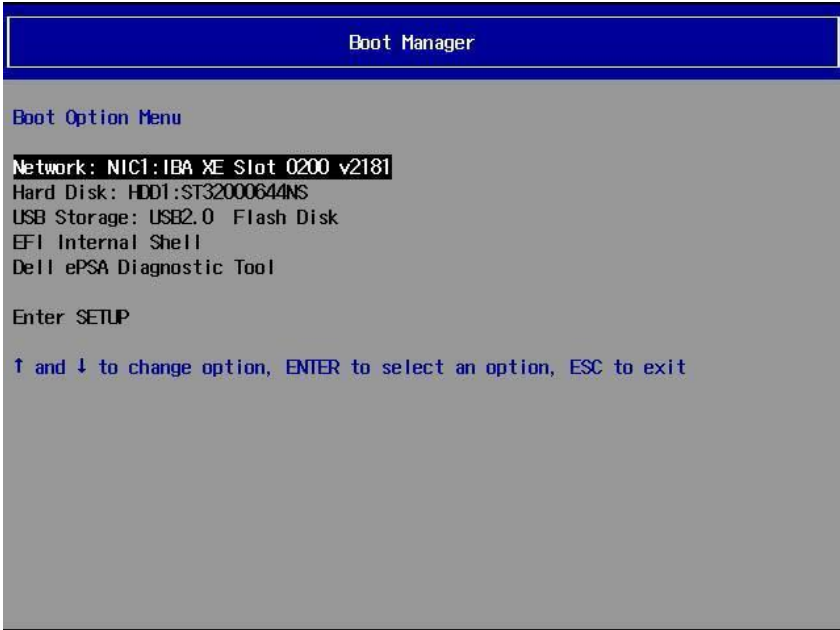 Boot Manager
Boot Option Menu
Network: NIC1:IBA XE Slot 0200 v2181
Hard Disk: HDD1:ST32000644NS
USB Storage: USB2.0  Flash Disk
EFI Internal Shell
Dell ePSA Diagnostic Tool
Enter SETUP
↑ and ↓ to change option, ENTER to select an option, ESC to exit